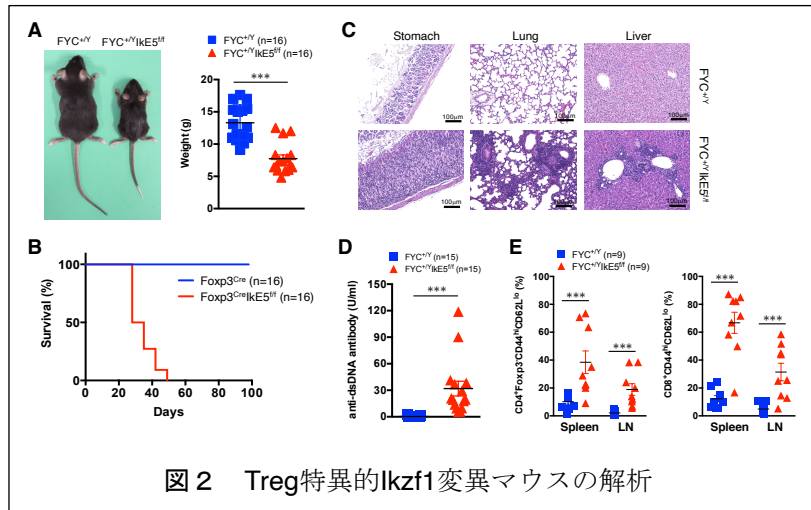 A
FYC+/Y
FYC+/YIkE5f/f
FYC+/Y (n=16)
FYC+/YIkE5f/f (n=16)
***
Weight (g)
20
15
10
5
0
B
Survival (%)
100
50
0
0
20
40
60
80
100
Days
Foxp3Cre (n=16)
Foxp3CreIkE5f/f (n=16)
C
Stomach
Lung
Liver
FYC+/Y
FYC+/YIkE5f/f
100µm
100µm
100µm
100µm
100µm
100µm
D
FYC+/Y (n=15)
FYC+/YIkE5f/f (n=15)
***
anti-dsDNA antibody (U/ml)
150
120
90
60
30
0
E
FYC+/Y (n=9)
FYC+/YIkE5f/f (n=9)
CD4+Foxp3-CD44hiCD62Llo (%)
100
80
60
40
20
0
***
***
Spleen
LN
CD8+CD44hiCD62Llo (%)
100
80
60
40
20
0
***
***
Spleen
LN
図2 Treg特異的Ikzf1変異マウスの解析